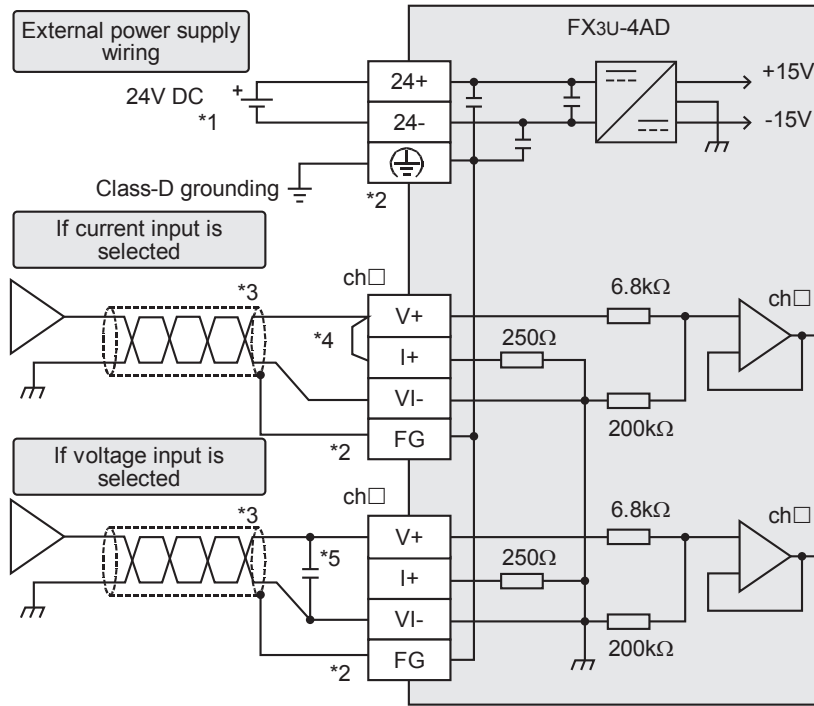 External power supply
wiring
FX3U-4AD
24V DC
+
*1
24+
24-
+15V
-15V
Class-D grounding
*2
If current input is
selected
ch□
*3
*4
V+
I+
VI-
FG
*2
6.8kΩ
250Ω
200kΩ
ch□
If voltage input is
selected
ch□
*3
*5
V+
I+
VI-
FG
*2
6.8kΩ
250Ω
200kΩ
ch□